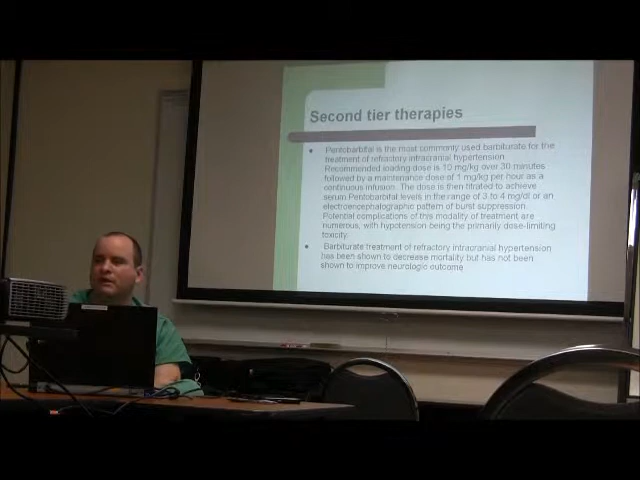 Second tier therapies
Pentobarbital is the most commonly used barbiturate for the
treatment of refractory intracranial hypertension.
Recommended loading dose is 10 mg/kg over 30 minutes
followed by a maintenance dose of 1 mg/kg per hour as a
continuous infusion. The dose is then titrated to achieve
serum Pentobarbital levels in the range of 3 to 4 mg/dl or an
electroencephalographic pattern of burst suppression.
Potential complications of this modality of treatment are
numerous, with hypotension being the primarily dose-limiting
toxicity.
Barbiturate treatment of refractory intracranial hypertension
has been shown to decrease mortality but has not been
shown to improve neurologic outcome